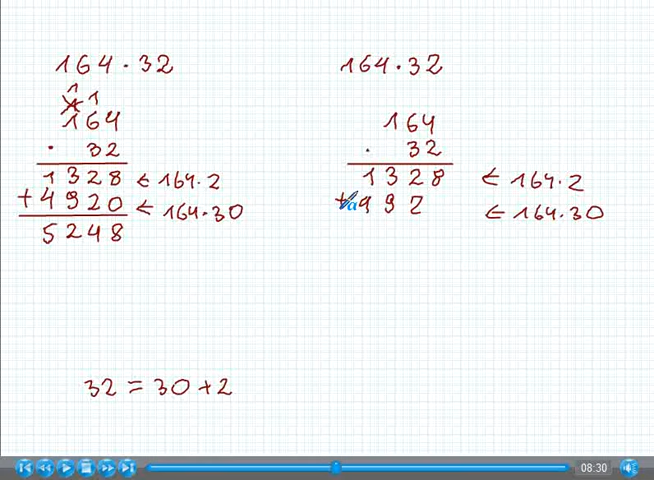 164 · 32
1 1
164
· 32
1328 ← 164·2
+ 4920 ← 164·30
5248
164 · 32
164
· 32
1328 ← 164·2
+ 992 ← 164·30
32 = 30 + 2
08:30